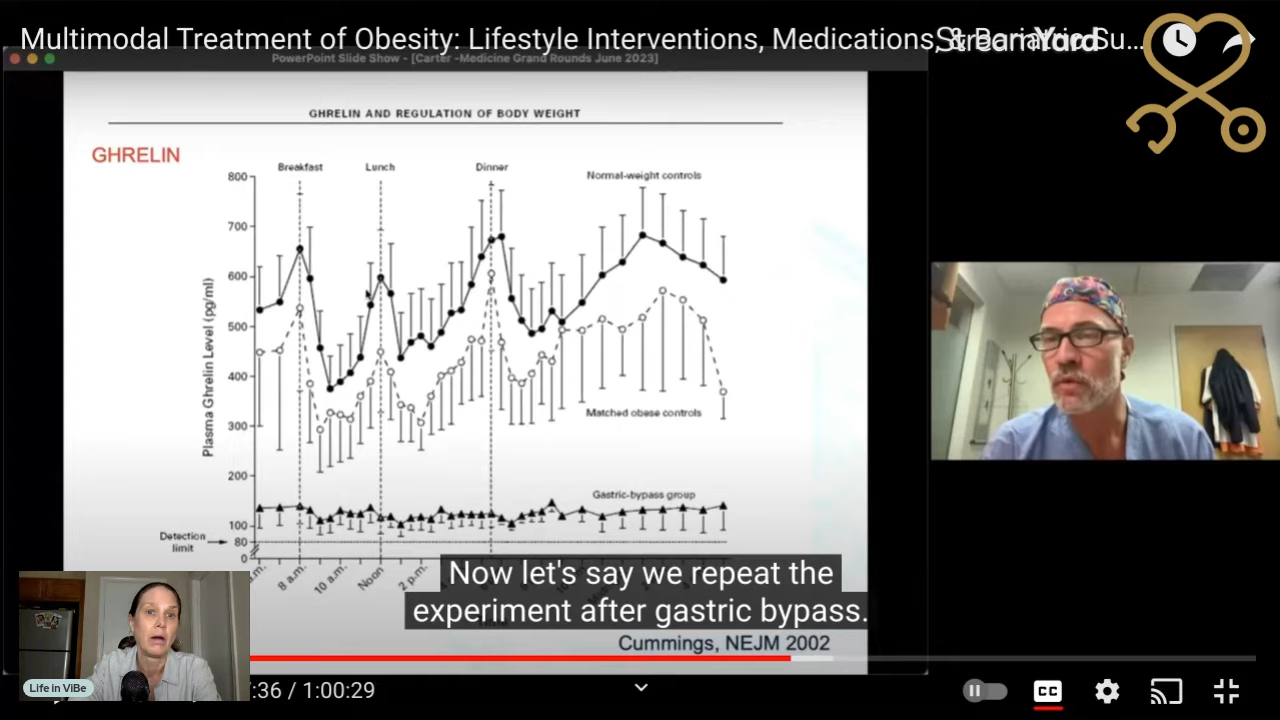 Multimodal Treatment of Obesity: Lifestyle Interventions, Medications, & Bariatric Su...
StreamYard
PowerPoint Slide Show - [Carter -Medicine Grand Rounds June 2023]
GHRELIN AND REGULATION OF BODY WEIGHT
GHRELIN
Breakfast
Lunch
Dinner
Normal-weight controls
800
700
600
500
400
300
200
100
80
0
Plasma Ghrelin Level (pg/ml)
Matched obese controls
Gastric-bypass group
Detection
limit
8 a.m.
10 a.m.
Noon
2 p.m.
Now let's say we repeat the
experiment after gastric bypass.
Cummings, NEJM 2002
Life in ViBe
:36 / 1:00:29
CC